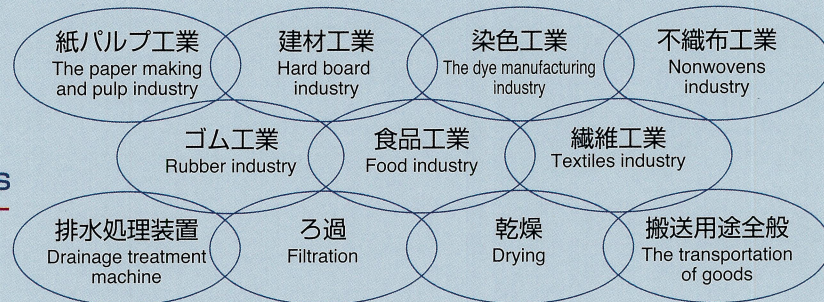 紙パルプ工業
The paper making
and pulp industry
建材工業
Hard board
industry
染色工業
The dye manufacturing
industry
不織布工業
Nonwovens
industry
ゴム工業
Rubber industry
食品工業
Food industry
繊維工業
Textiles industry
s
排水処理装置
Drainage treatment
machine
ろ過
Filtration
乾燥
Drying
搬送用途全般
The transportation
of goods